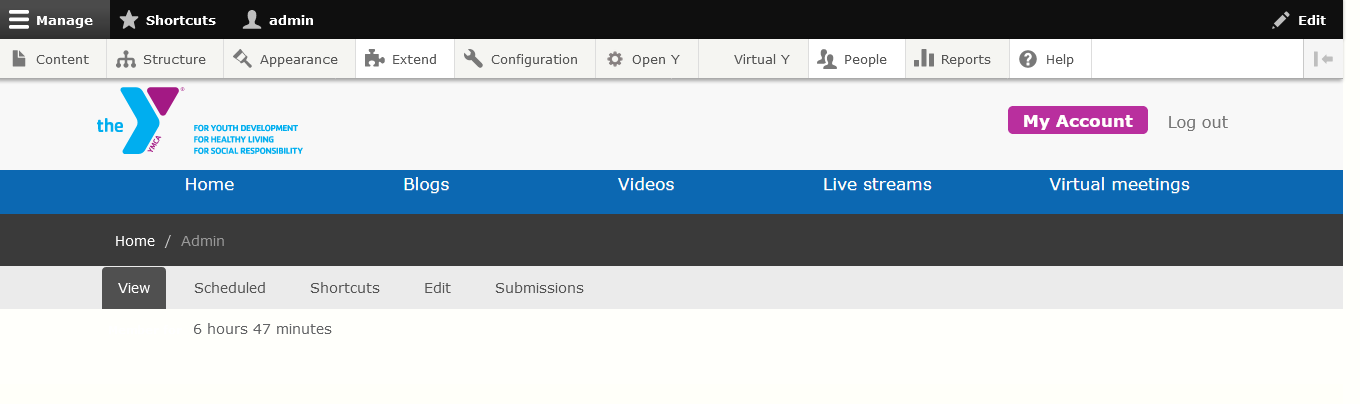 Manage Shortcuts admin Edit
Content Structure Appearance Extend Configuration Open Y Virtual Y People Reports Help
the YMCA ®
FOR YOUTH DEVELOPMENT
FOR HEALTHY LIVING
FOR SOCIAL RESPONSIBILITY
My Account Log out
Home Blogs Videos Live streams Virtual meetings
Home / Admin
View Scheduled Shortcuts Edit Submissions
6 hours 47 minutes